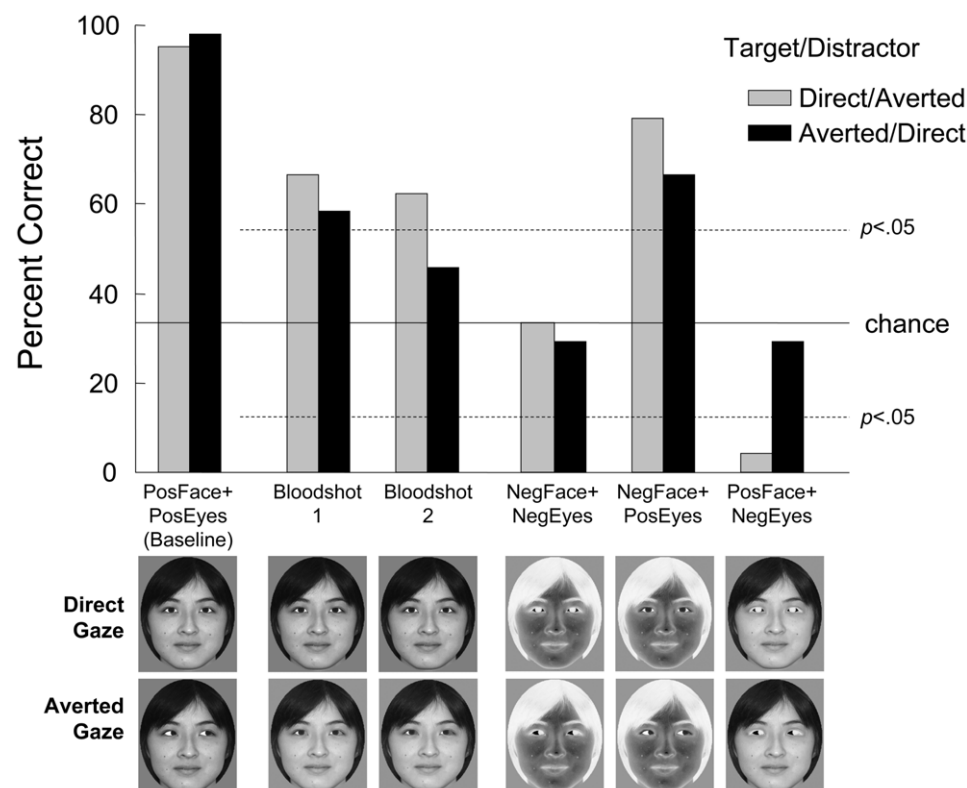 Target/Distractor
Direct/Averted
Averted/Direct
Percent Correct
100
80
60
40
20
0
p<.05
chance
p<.05
PosFace+
PosEyes
(Baseline)
Bloodshot
1
Bloodshot
2
NegFace+
NegEyes
NegFace+
PosEyes
PosFace+
NegEyes
Direct
Gaze
Averted
Gaze